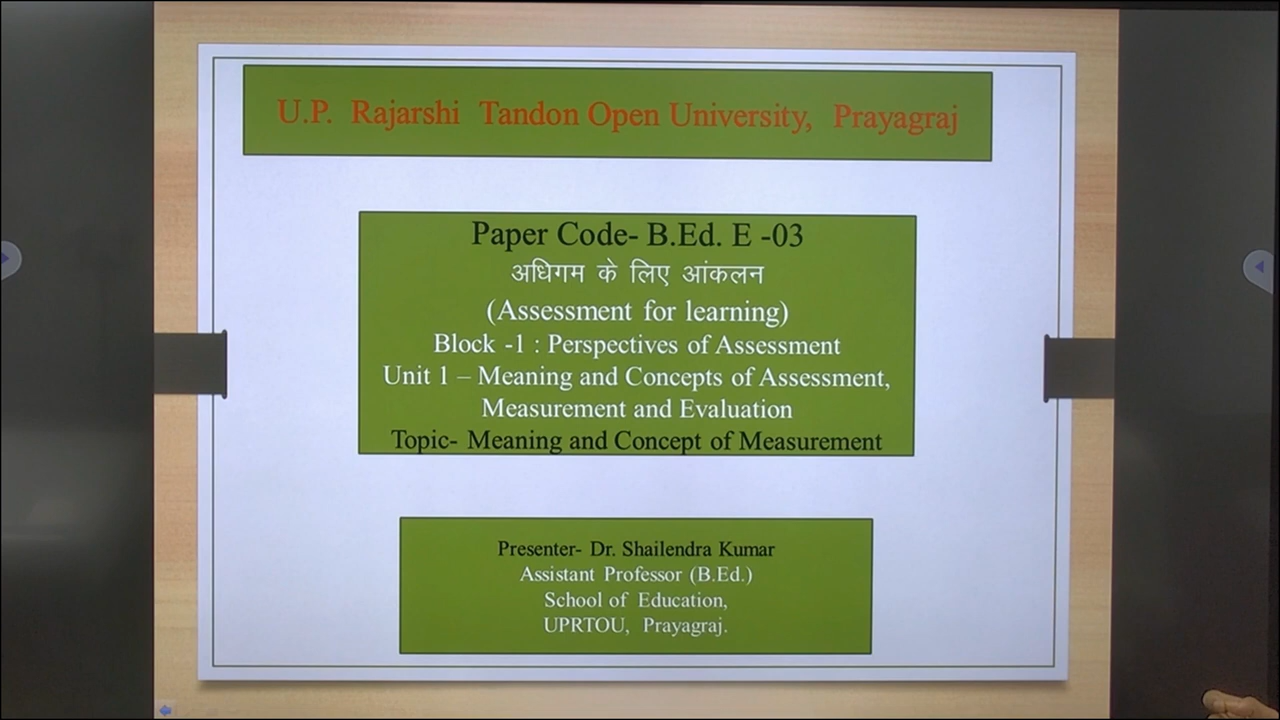 U.P. Rajarshi Tandon Open University, Prayagraj
Paper Code- B.Ed. E -03
अधिगम के लिए आंकलन
(Assessment for learning)
Block -1 : Perspectives of Assessment
Unit 1 – Meaning and Concepts of Assessment,
Measurement and Evaluation
Topic- Meaning and Concept of Measurement
Presenter- Dr. Shailendra Kumar
Assistant Professor (B.Ed.)
School of Education,
UPRTOU, Prayagraj.